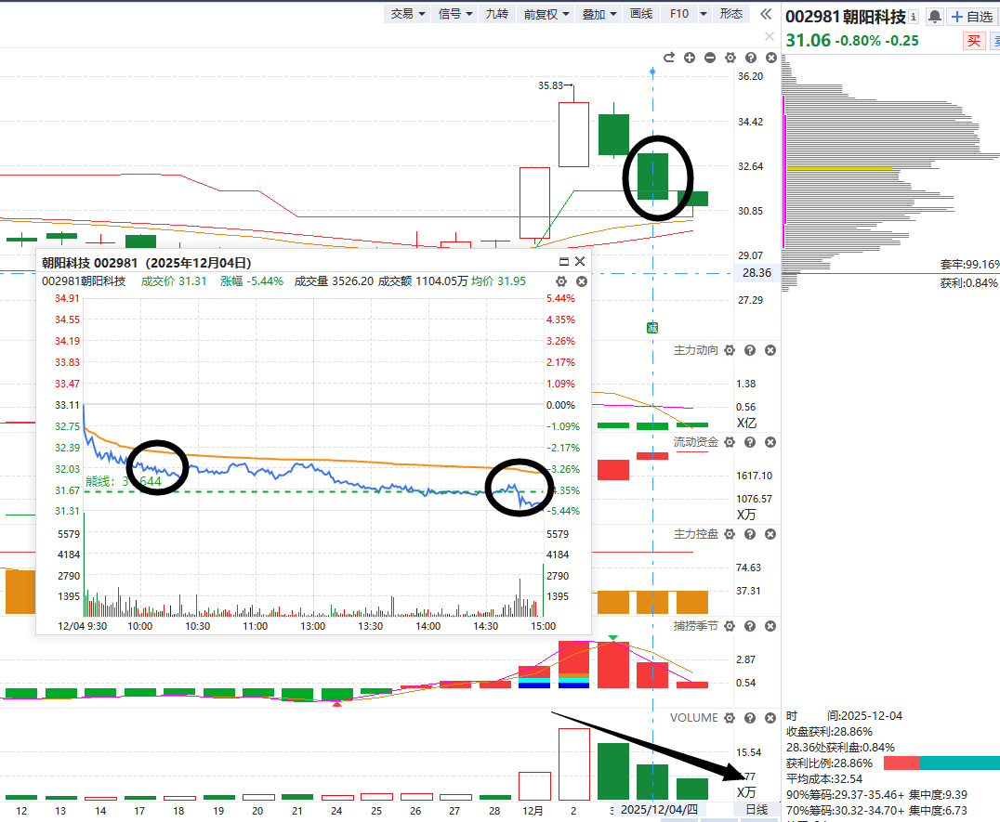 交易 信号 九转 前复权 叠加 画线 F10 形态
002981 朝阳科技
自选
31.06 -0.80% -0.25
买
36.20
35.83
34.42
32.64
30.85
29.07
28.36
27.29
减
套牢:99.16%
获利:0.84%
朝阳科技 002981（2025年12月04日）
002981朝阳科技 成交价 31.31 涨幅 -5.44% 成交量 3526.20 成交额 1104.05万 均价 31.95
34.91 5.44%
34.55 4.35%
34.19 3.26%
33.83 2.17%
33.47 1.09%
33.11 0.00%
32.75 -1.09%
32.39 -2.17%
32.03 -3.26%
熊线:
31.67
31.31 -5.44%
5579 5579
4184 4184
2790 2790
1395 1395
12/04 9:30 10:00 10:30 11:00 13:00 13:30 14:00 14:30 15:00
主力动向
1.38
0.56
X亿
流动资金
1617.10
1076.57
X万
主力控盘
74.63
37.31
捕捞季节
2.87
0.54
VOLUME
15.54
X万
12 13 14 17 18 19 20 21 24 25 26 27 28 12月 2 2025/12/04/四 日线
时 间:2025-12-04
收盘获利:28.86%
28.36处获利盘:0.84%
获利比例:28.86%
平均成本:32.54
90%筹码:29.37-35.46+ 集中度:9.39
70%筹码:30.32-34.70+ 集中度:6.73